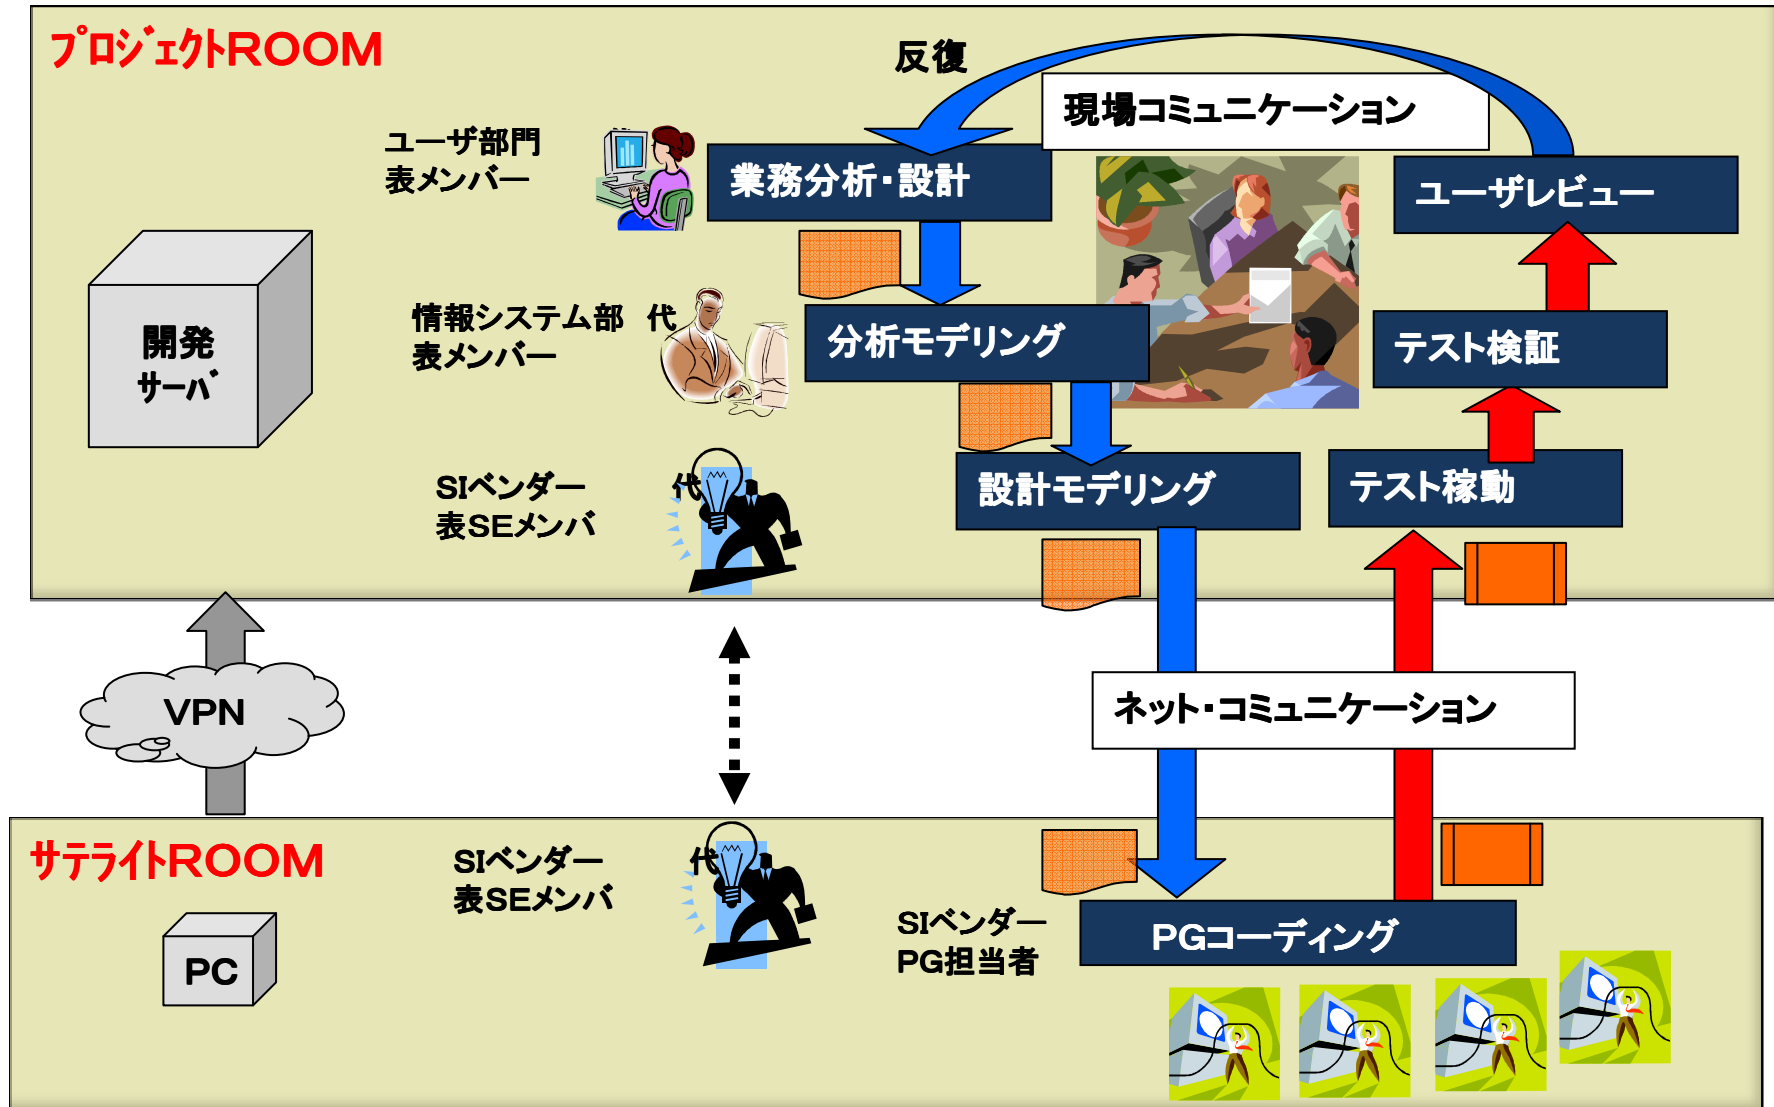 プロジェクトROOM
反復
現場コミュニケーション
ユーザ部門
表メンバー
業務分析・設計
ユーザレビュー
開発
サーバ
情報システム部 代
表メンバー
分析モデリング
テスト検証
SIベンダー 代
表SEメンバ
設計モデリング
テスト稼動
VPN
ネット・コミュニケーション
サテライトROOM
SIベンダー 代
表SEメンバ
SIベンダー
PG担当者
PGコーディング
PC